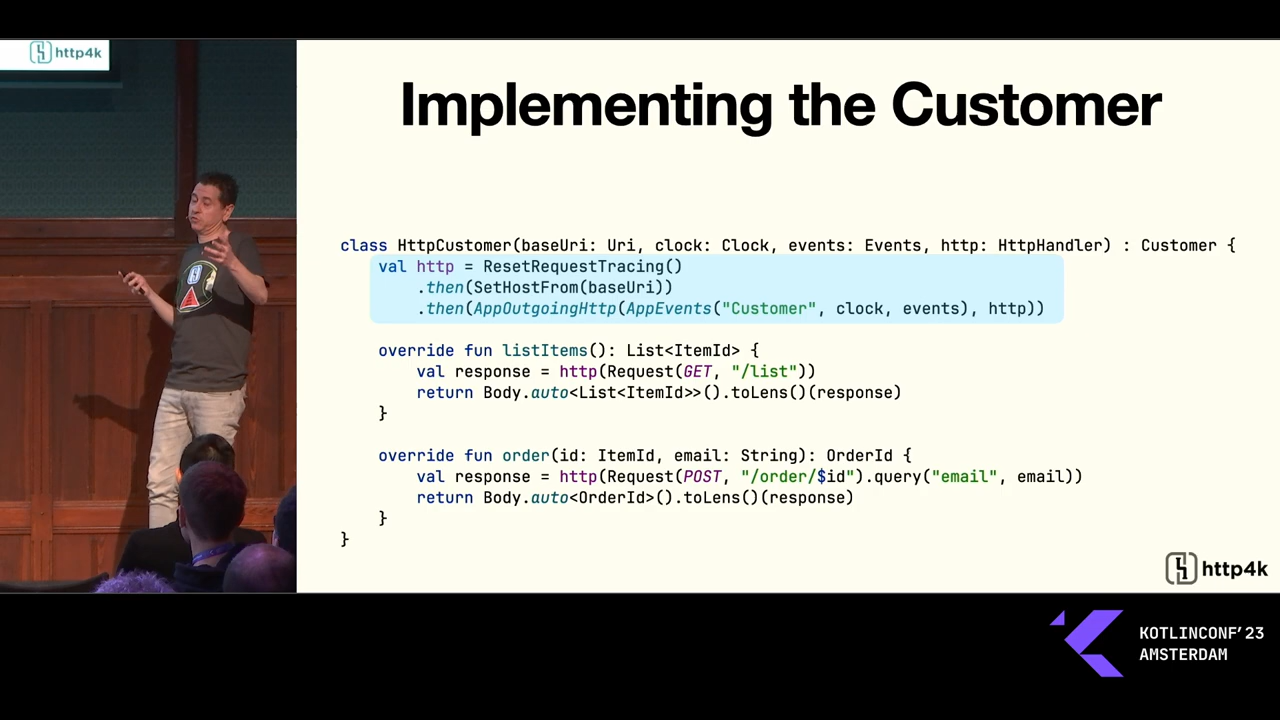 http4k
Implementing the Customer
class HttpCustomer(baseUri: Uri, clock: Clock, events: Events, http: HttpHandler) : Customer {
    val http = ResetRequestTracing()
        .then(SetHostFrom(baseUri))
        .then(AppOutgoingHttp(AppEvents("Customer", clock, events), http))
    override fun listItems(): List<ItemId> {
        val response = http(Request(GET, "/list"))
        return Body.auto<List<ItemId>>().toLens()(response)
    }
    override fun order(id: ItemId, email: String): OrderId {
        val response = http(Request(POST, "/order/$id").query("email", email))
        return Body.auto<OrderId>().toLens()(response)
    }
}
http4k
KOTLINCONF'23
AMSTERDAM